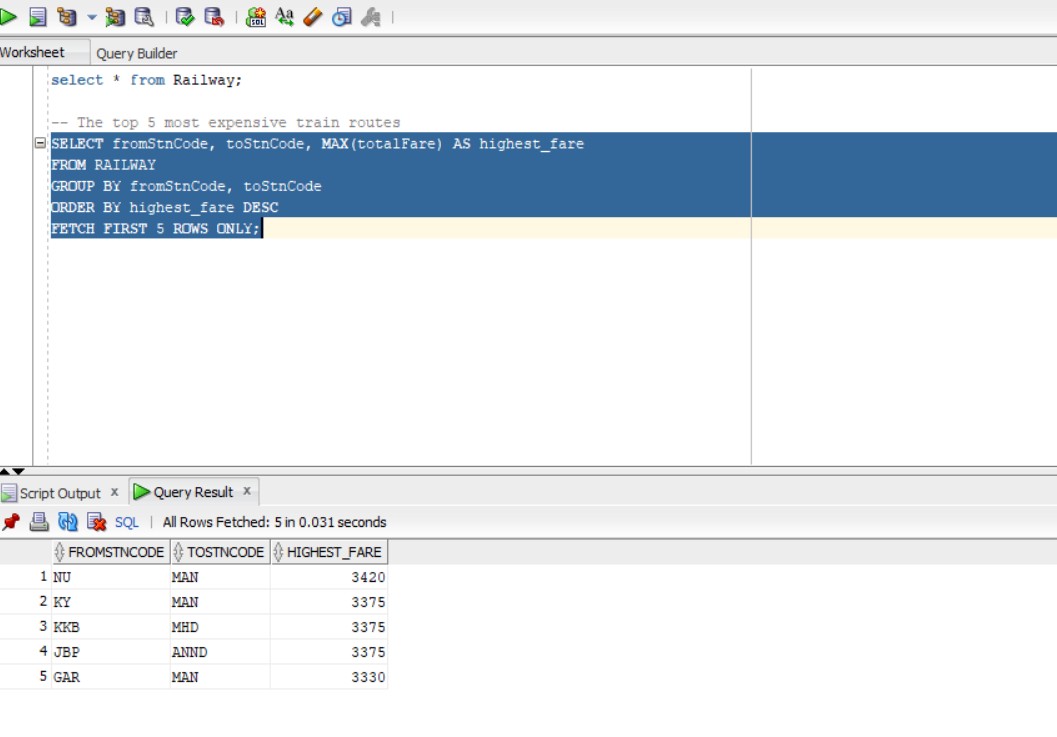 Worksheet Query Builder
select * from Railway;
-- The top 5 most expensive train routes
SELECT fromStnCode, toStnCode, MAX(totalFare) AS highest_fare
FROM RAILWAY
GROUP BY fromStnCode, toStnCode
ORDER BY highest_fare DESC
FETCH FIRST 5 ROWS ONLY;
Script Output x Query Result x
SQL | All Rows Fetched: 5 in 0.031 seconds
FROMSTNCODE TOSTNCODE HIGHEST_FARE
1 NU MAN 3420
2 KY MAN 3375
3 KKB MHD 3375
4 JBP ANND 3375
5 GAR MAN 3330